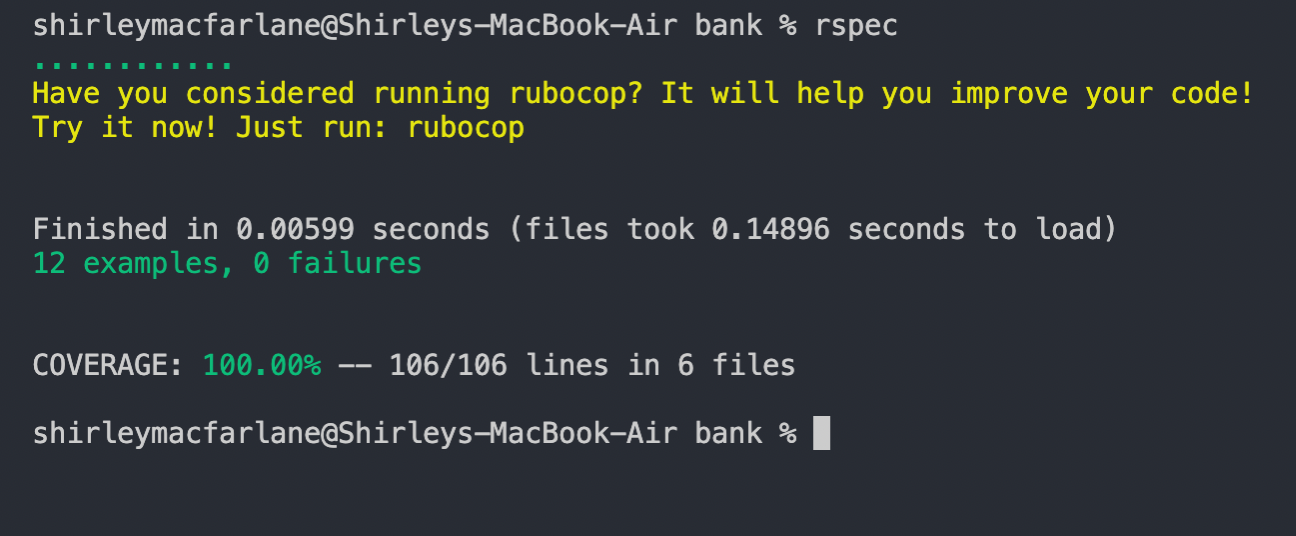 shirleymacfarlane@Shirleys-MacBook-Air bank % rspec
............
Have you considered running rubocop? It will help you improve your code!
Try it now! Just run: rubocop
Finished in 0.00599 seconds (files took 0.14896 seconds to load)
12 examples, 0 failures
COVERAGE: 100.00% -- 106/106 lines in 6 files
shirleymacfarlane@Shirleys-MacBook-Air bank %